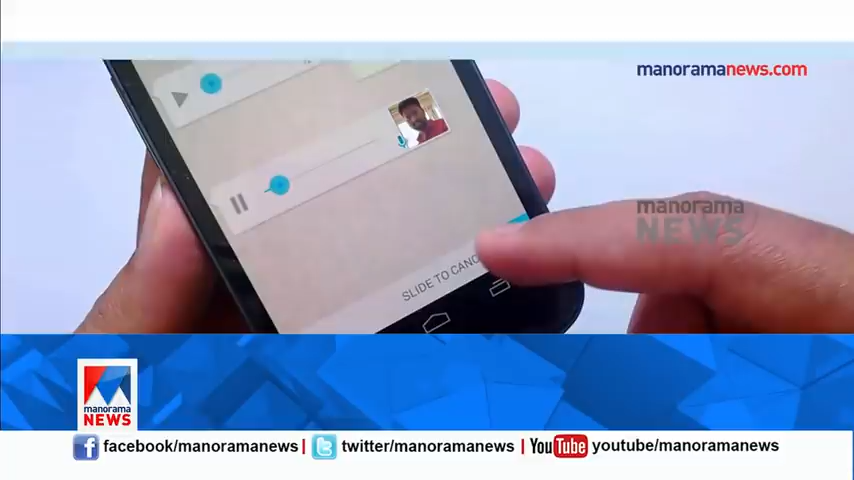 manoramanews.com
manorama
NEWS
SLIDE TO CANC
manorama
NEWS
facebook/manoramanews
twitter/manoramanews
YouTube youtube/manoramanews